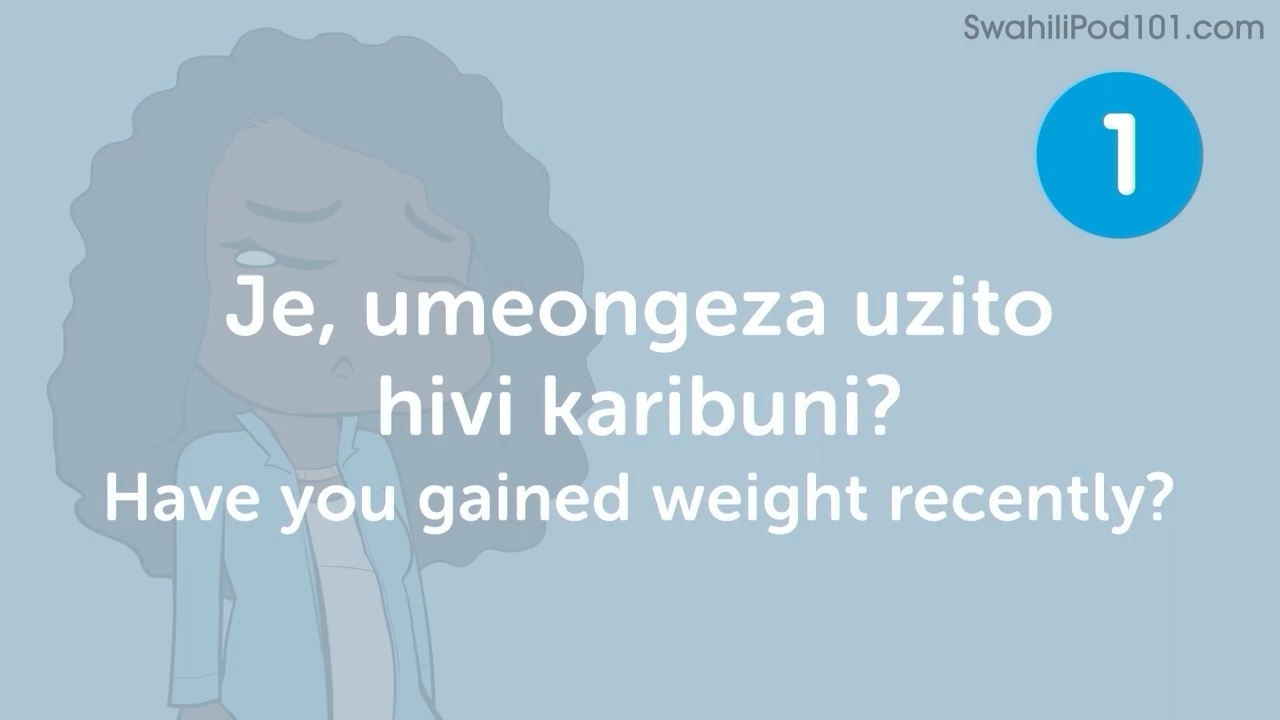 SwahiliPod101.com
1
Je, umeongeza uzito
hivi karibuni?
Have you gained weight recently?